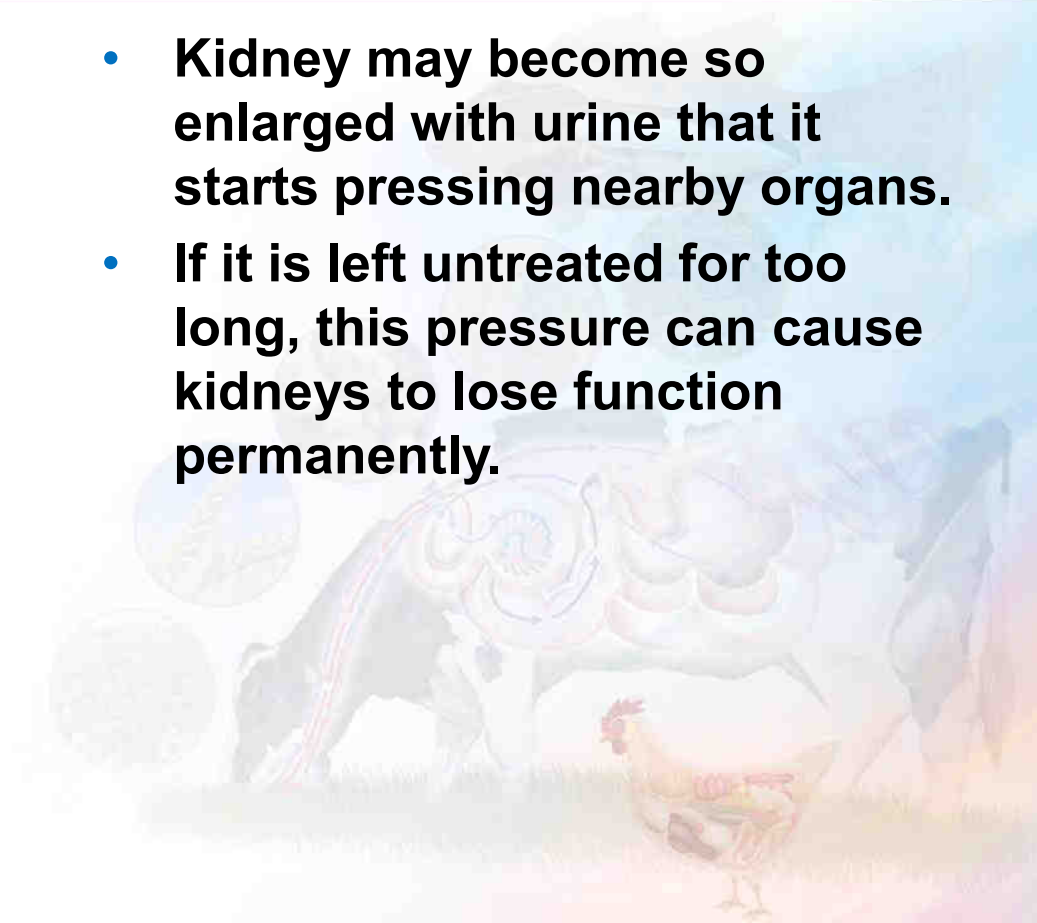 • Kidney may become so
enlarged with urine that it
starts pressing nearby organs.
• If it is left untreated for too
long, this pressure can cause
kidneys to lose function
permanently.